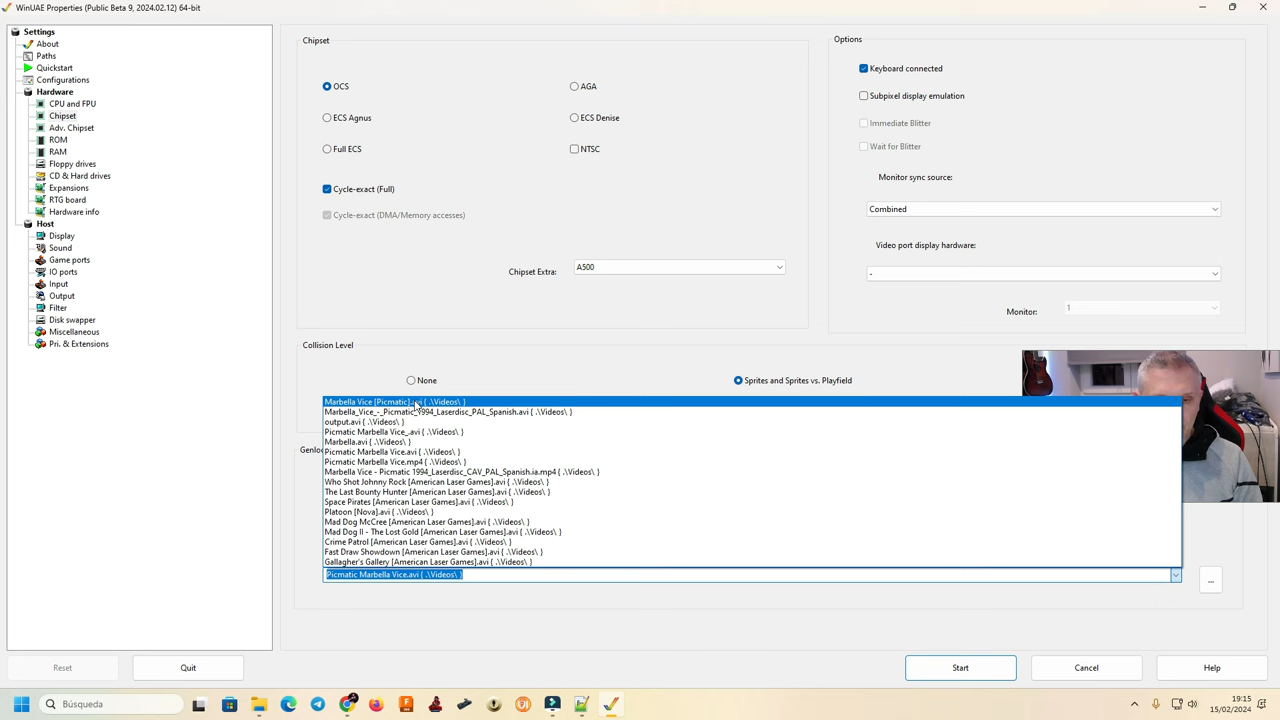 WinUAE Properties (Public Beta 9, 2024.02.12) 64-bit
Settings
About
Paths
Quickstart
Configurations
Hardware
CPU and FPU
Chipset
Adv. Chipset
ROM
RAM
Floppy drives
CD & Hard drives
Expansions
RTG board
Hardware info
Host
Display
Sound
Game ports
IO ports
Input
Output
Filter
Disk swapper
Miscellaneous
Pri. & Extensions
Chipset
OCS
AGA
ECS Agnus
ECS Denise
Full ECS
NTSC
Cycle-exact (Full)
Cycle-exact (DMA/Memory accesses)
Chipset Extra:
A500
Options
Keyboard connected
Subpixel display emulation
Immediate Blitter
Wait for Blitter
Monitor sync source:
Combined
Video port display hardware:
-
Monitor:
1
Collision Level
None
Sprites and Sprites vs. Playfield
Marbella Vice [Picmatic].avi { .\Videos\ }
Marbella_Vice_-_Picmatic_1994_Laserdisc_PAL_Spanish.avi { .\Videos\ }
output.avi { .\Videos\ }
Picmatic Marbella Vice_.avi { .\Videos\ }
Marbella.avi { .\Videos\ }
Picmatic Marbella Vice.avi { .\Videos\ }
Picmatic Marbella Vice.mp4 { .\Videos\ }
Marbella Vice - Picmatic 1994_Laserdisc_CAV_PAL_Spanish.ia.mp4 { .\Videos\ }
Who Shot Johnny Rock [American Laser Games].avi { .\Videos\ }
The Last Bounty Hunter [American Laser Games].avi { .\Videos\ }
Space Pirates [American Laser Games].avi { .\Videos\ }
Platoon [Nova].avi { .\Videos\ }
Mad Dog McCree [American Laser Games].avi { .\Videos\ }
Mad Dog II - The Lost Gold [American Laser Games].avi { .\Videos\ }
Crime Patrol [American Laser Games].avi { .\Videos\ }
Fast Draw Showdown [American Laser Games].avi { .\Videos\ }
Gallagher's Gallery [American Laser Games].avi { .\Videos\ }
Genlo
Picmatic Marbella Vice.avi { .\Videos\ }
...
Reset
Quit
Start
Cancel
Help
Búsqueda
19:15
15/02/2024